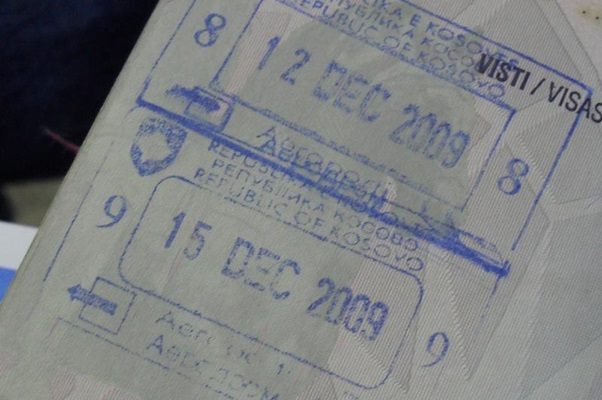 REPUBLIKA E KOSOVËS
РЕПУБЛИКА КОСОВО
REPUBLIC OF KOSOVO
VISTI / VISAS
8 12 DEC 2009 8
REPUBLIKA E KOSOVËS
РЕПУБЛИКА КОСОВО
REPUBLIC OF KOSOVO
9 15 DEC 2009 9